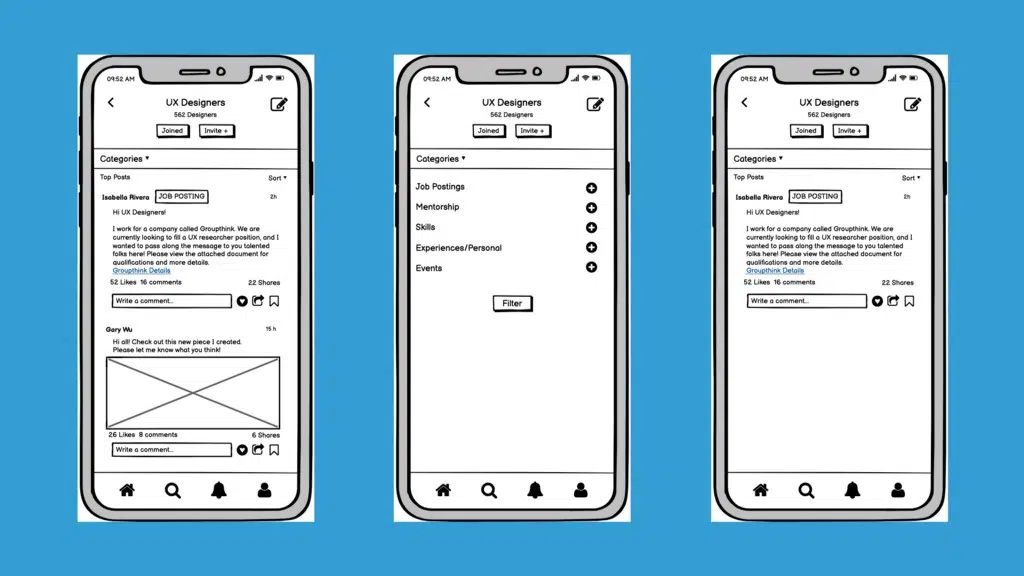 09:52 AM
UX Designers
562 Designers
Joined Invite +
Categories
Top Posts Sort
Isabella Rivera JOB POSTING 2h
Hi UX Designers!
I work for a company called Groupthink. We are
currently looking to fill a UX researcher position, and I
wanted to pass along the message to you talented
folks here! Please view the attached document for
qualifications and more details.
Groupthink Details
52 Likes 16 comments 22 Shares
Write a comment...
Gary Wu 15 h
Hi all! Check out this new piece I created.
Please let me know what you think!
26 Likes 8 comments 6 Shares
Write a comment...
09:52 AM
UX Designers
562 Designers
Joined Invite +
Categories
Job Postings
Mentorship
Skills
Experiences/Personal
Events
Filter
09:52 AM
UX Designers
562 Designers
Joined Invite +
Categories
Top Posts Sort
Isabella Rivera JOB POSTING 2h
Hi UX Designers!
I work for a company called Groupthink. We are
currently looking to fill a UX researcher position, and I
wanted to pass along the message to you talented
folks here! Please view the attached document for
qualifications and more details.
Groupthink Details
52 Likes 16 comments 22 Shares
Write a comment...